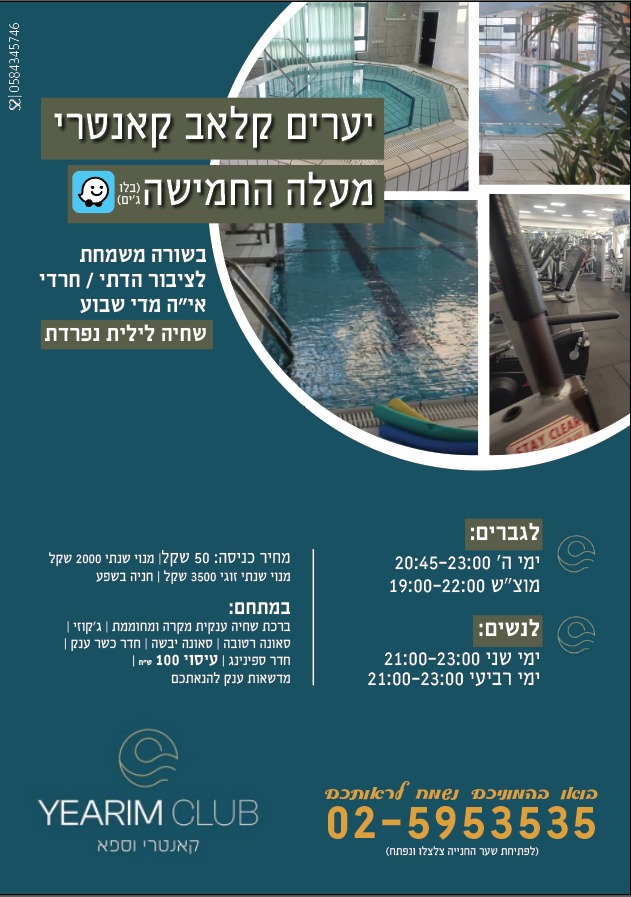 0584345746
יערים קלאב קאנטרי
מעלה החמישה (בלו ג'ים)
בשורה משמחת
לציבור הדתי / חרדי
אי״ה מדי שבוע
שחיה לילית נפרדת
STAY CLEAR
לגברים:
ימי ה׳ 20:45-23:00
מוצ״ש 19:00-22:00
לנשים:
ימי שני 21:00-23:00
ימי רביעי 21:00-23:00
מחיר כניסה: 50 שקל| מנוי שנתי 2000 שקל
מנוי שנתי זוגי 3500 שקל | חניה בשפע
במתחם:
ברכת שחיה ענקית מקרה ומחוממת | ג'קוזי |
סאונה רטובה | סאונה יבשה | חדר כשר ענק |
חדר ספינינג | עיסוי 100 ש״ח |
מדשאות ענק להנאתכם
YEARIM CLUB
קאנטרי וספא
בואו בהמוניכם נשמח לראותכם
02-5953535
(לפתיחת שער החנייה צלצלו ונפתח)